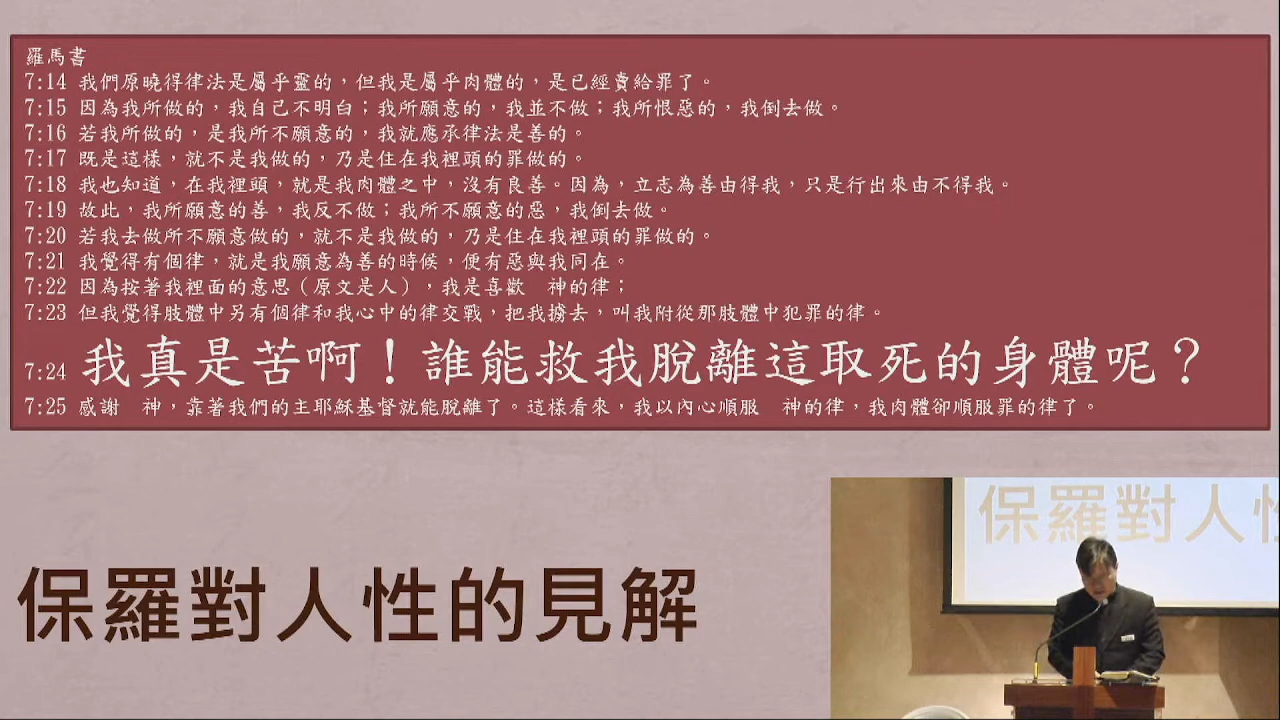 羅馬書
7:14 我們原曉得律法是屬乎靈的，但我是屬乎肉體的，是已經賣給罪了。
7:15 因為我所做的，我自己不明白；我所願意的，我並不做；我所恨惡的，我倒去做。
7:16 若我所做的，是我所不願意的，我就應承律法是善的。
7:17 既是這樣，就不是我做的，乃是住在我裡頭的罪做的。
7:18 我也知道，在我裡頭，就是我肉體之中，沒有良善。因為，立志為善由得我，只是行出來由不得我。
7:19 故此，我所願意的善，我反不做；我所不願意的惡，我倒去做。
7:20 若我去做所不願意做的，就不是我做的，乃是住在我裡頭的罪做的。
7:21 我覺得有個律，就是我願意為善的時候，便有惡與我同在。
7:22 因為按著我裡面的意思（原文是人），我是喜歡　神的律；
7:23 但我覺得肢體中另有個律和我心中的律交戰，把我擄去，叫我附從那肢體中犯罪的律。
7:24 我真是苦啊！誰能救我脫離這取死的身體呢？
7:25 感謝　神，靠著我們的主耶穌基督就能脫離了。這樣看來，我以內心順服　神的律，我肉體卻順服罪的律了。
保羅對人性的見解
保羅對人性